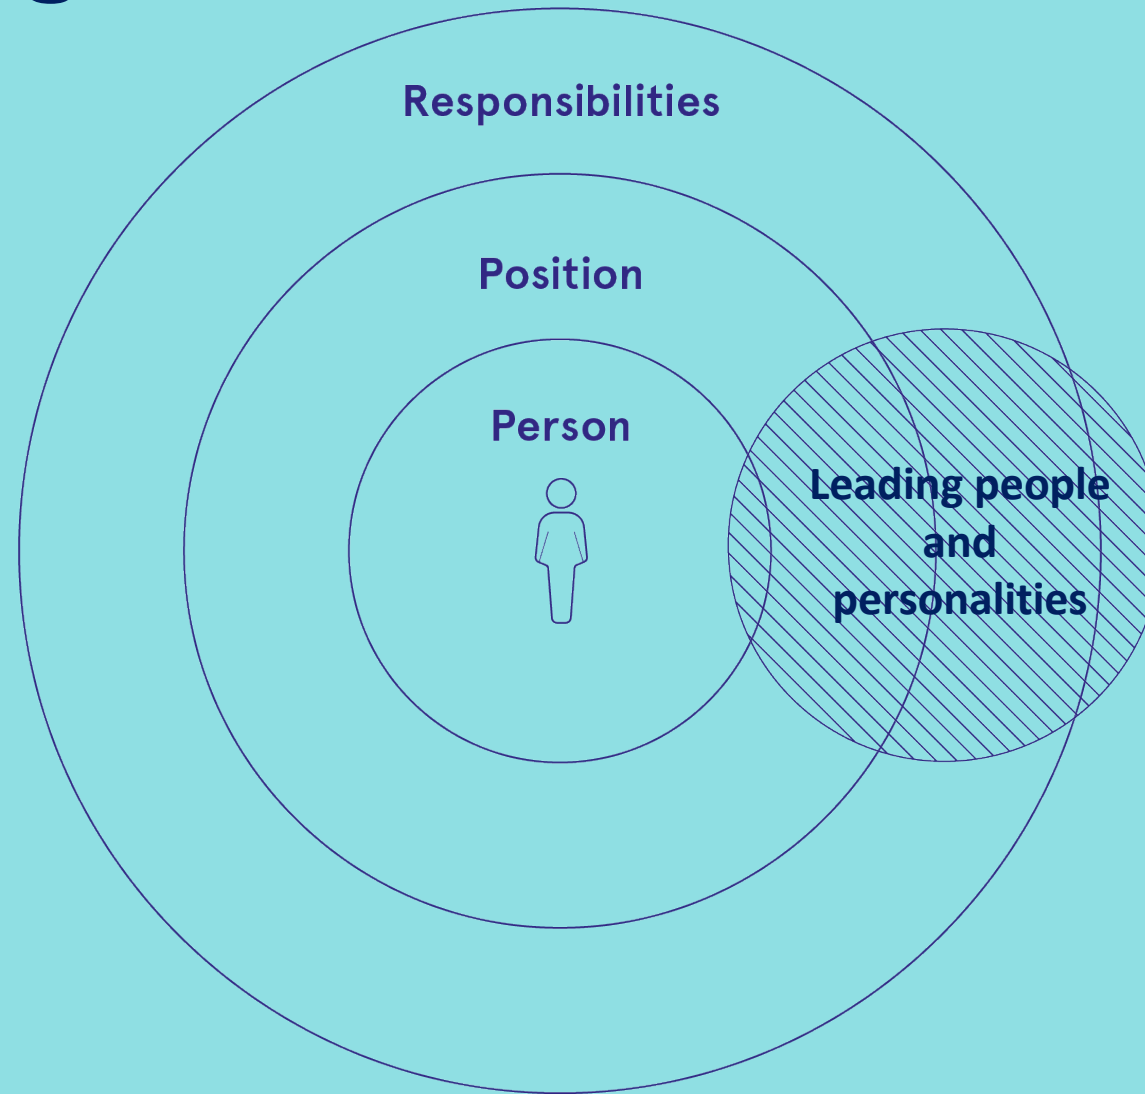 Responsibilities
Position
Person
Leading people
and
personalities